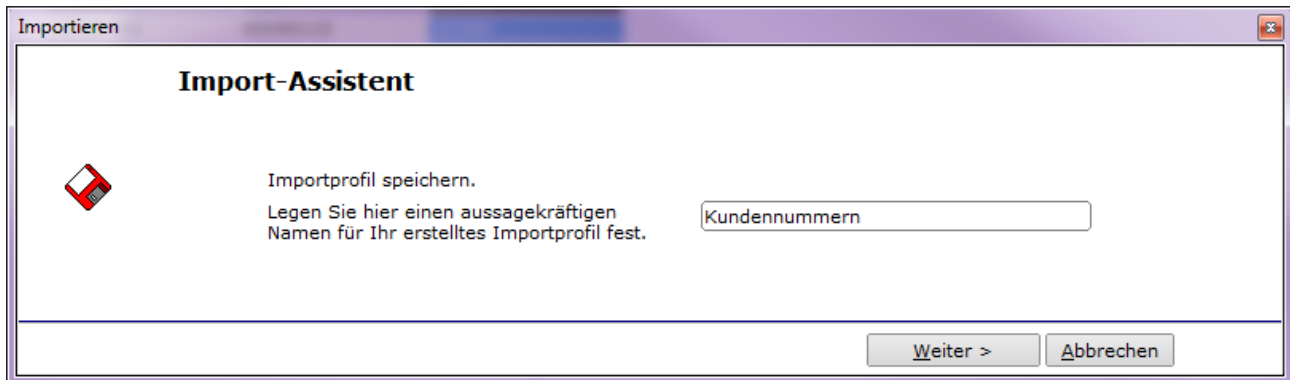 Importieren
Import-Assistent
Importprofil speichern.
Legen Sie hier einen aussagekräftigen
Namen für Ihr erstelltes Importprofil fest.
Kundennummern
Weiter >
Abbrechen